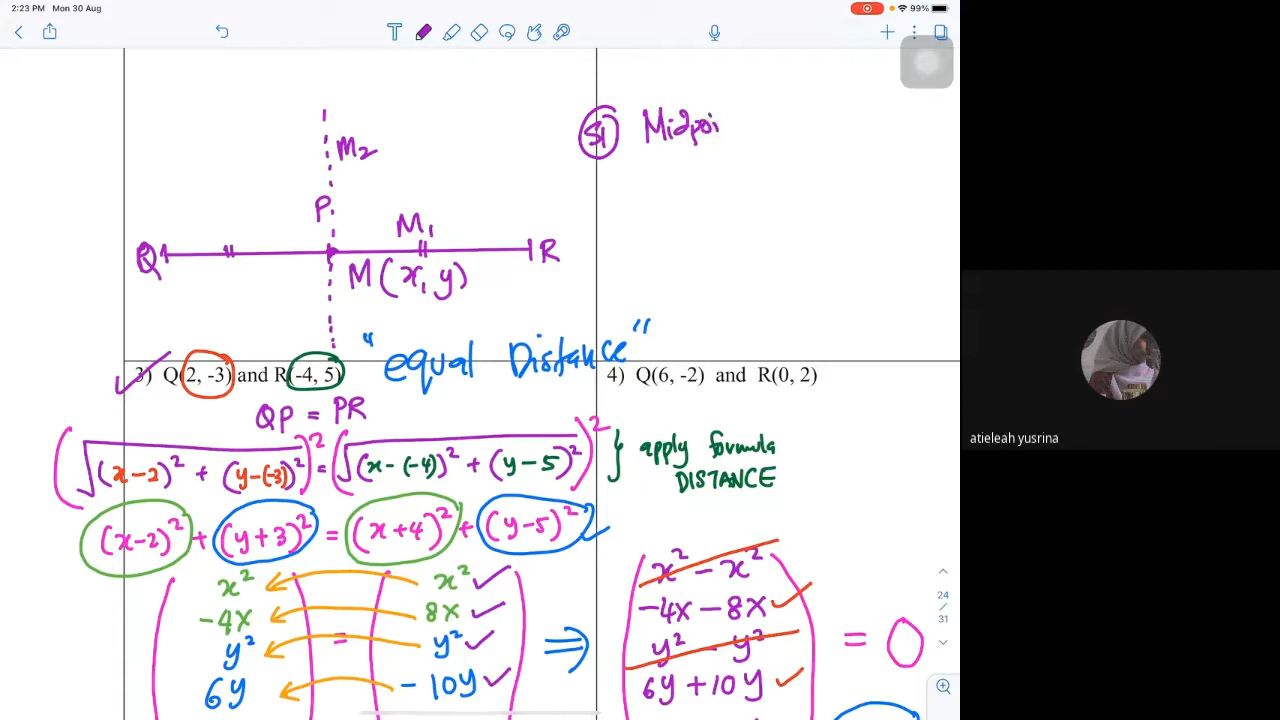 2:23 PM Mon 30 Aug 99%
T
S1 Midpoi
M2
P
M1
Q R
M(x, y)
"equal Distance"
3) Q(2, -3) and R(-4, 5)
4) Q(6, -2) and R(0, 2)
QP = PR
(√(x-2)² + (y-(-3))²)² = (√(x-(-4))² + (y-5)²)² } apply formula
DISTANCE
(x-2)² + (y+3)² = (x+4)² + (y-5)²
x² x² x² - x²
-4x 8x -4x - 8x
y² = y² ⇒ y² - y² = 0
6y -10y 6y + 10y
24
/
31
atieleah yusrina